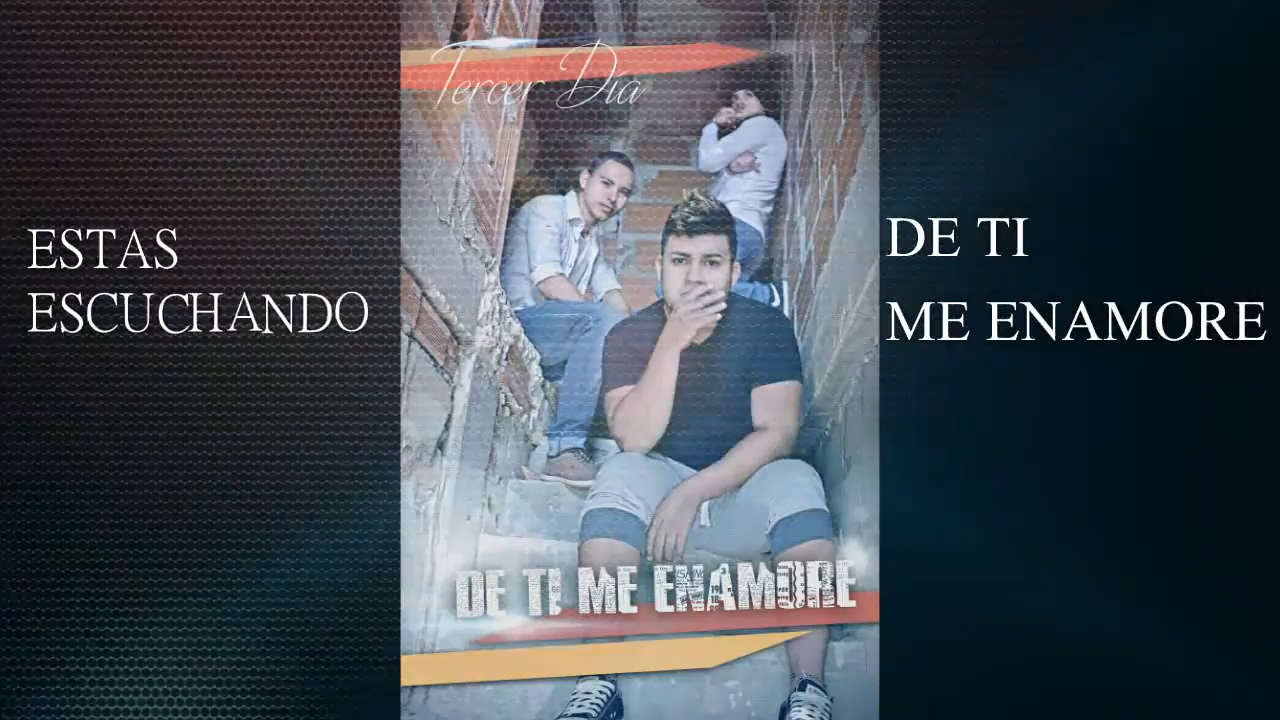 Tercer Día
ESTAS
ESCUCHANDO
DE TI
ME ENAMORE
DE TI ME ENAMORE